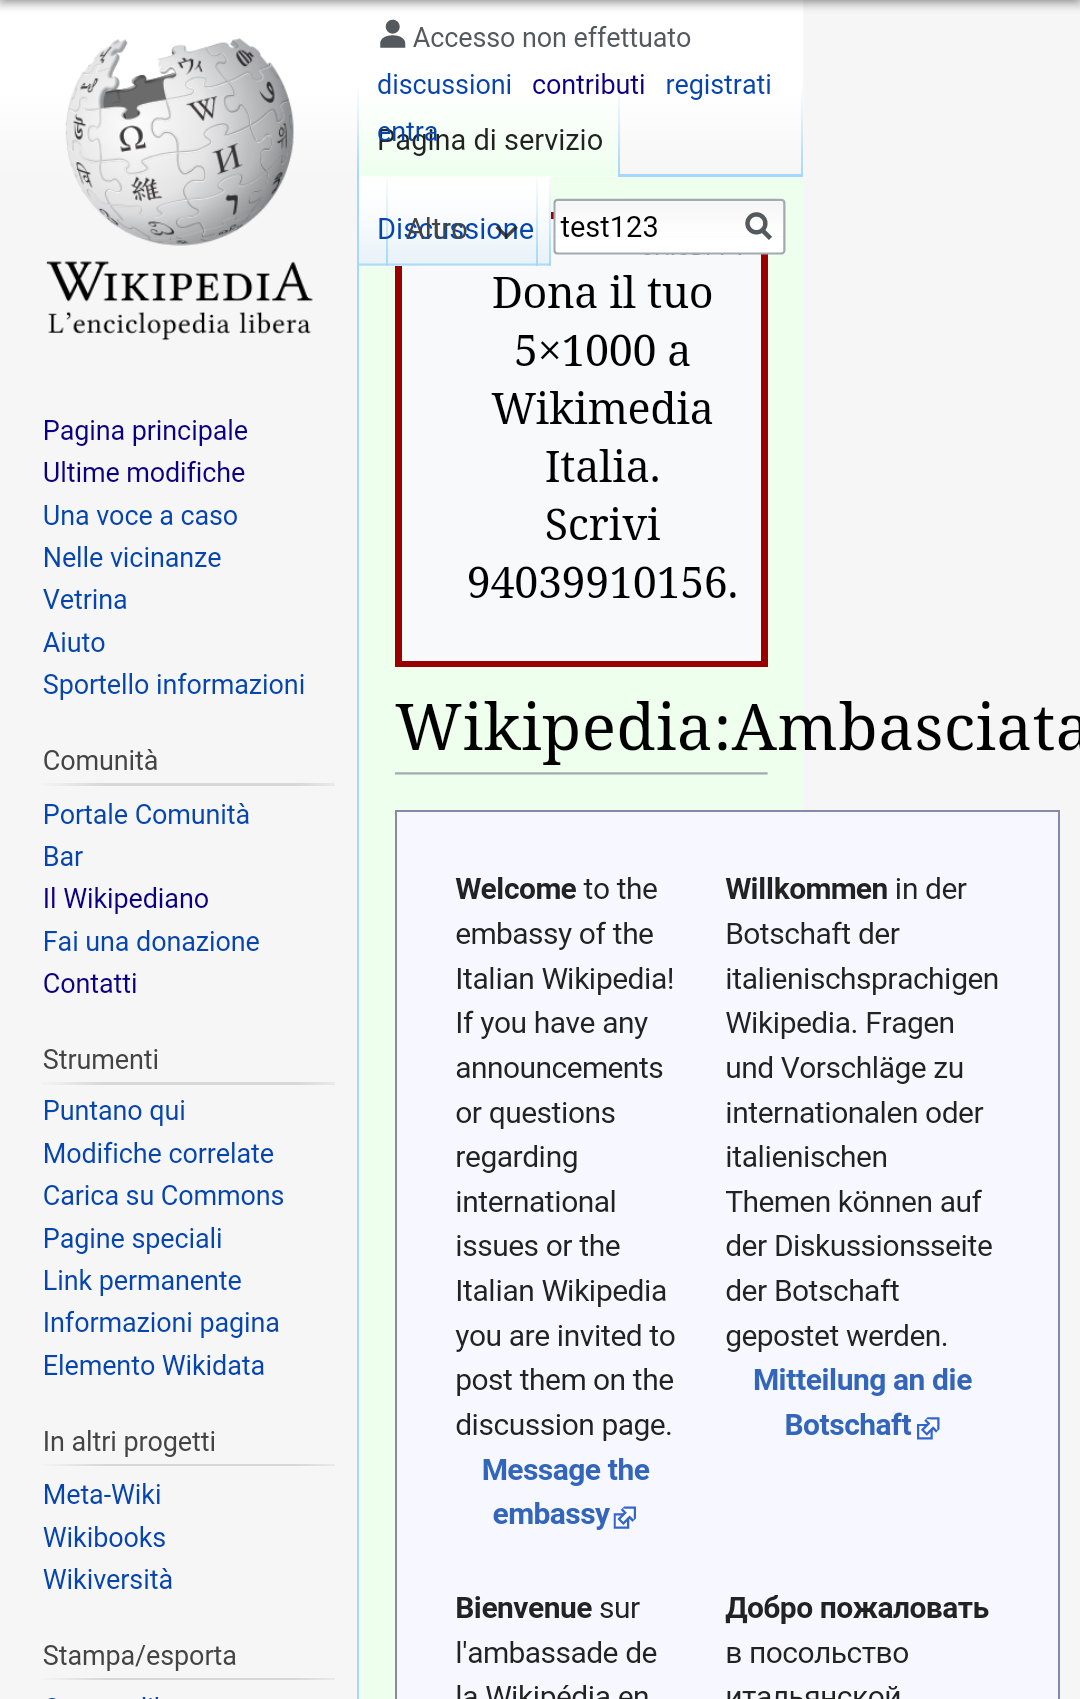 WIKIPEDIA
L'enciclopedia libera
Accesso non effettuato
discussioni contributi registrati
entra
Pagina di servizio
Discussione
Altro
test123
Dona il tuo
5×1000 a
Wikimedia
Italia.
Scrivi
94039910156.
Pagina principale
Ultime modifiche
Una voce a caso
Nelle vicinanze
Vetrina
Aiuto
Sportello informazioni
Comunità
Portale Comunità
Bar
Il Wikipediano
Fai una donazione
Contatti
Strumenti
Puntano qui
Modifiche correlate
Carica su Commons
Pagine speciali
Link permanente
Informazioni pagina
Elemento Wikidata
In altri progetti
Meta-Wiki
Wikibooks
Wikiversità
Stampa/esporta
Wikipedia:Ambasciata
Welcome to the
embassy of the
Italian Wikipedia!
If you have any
announcements
or questions
regarding
international
issues or the
Italian Wikipedia
you are invited to
post them on the
discussion page.
Message the
embassy
Willkommen in der
Botschaft der
italienischsprachigen
Wikipedia. Fragen
und Vorschläge zu
internationalen oder
italienischen
Themen können auf
der Diskussionsseite
der Botschaft
gepostet werden.
Mitteilung an die
Botschaft
Bienvenue sur
l'ambassade de
la Wikipédia en
Добро пожаловать
в посольство
итальянской